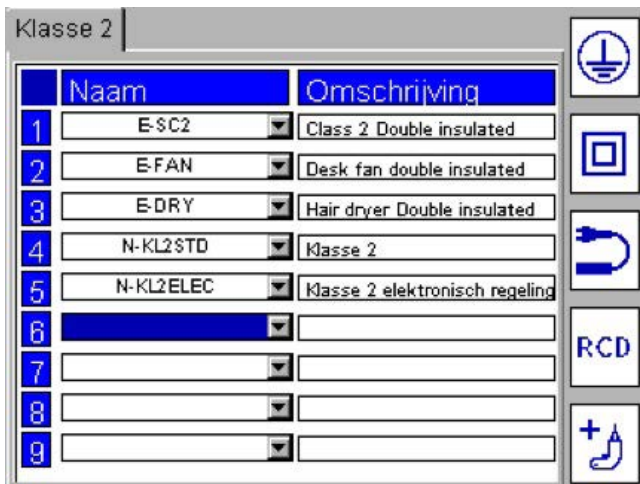 Klasse 2
Naam Omschrijving
1 E-SC2 Class 2 Double insulated
2 E-FAN Desk fan double insulated
3 E-DRY Hair dryer Double insulated
4 N-KL2STD Klasse 2
5 N-KL2ELEC Klasse 2 elektronisch regeling
6
7
8
9
RCD